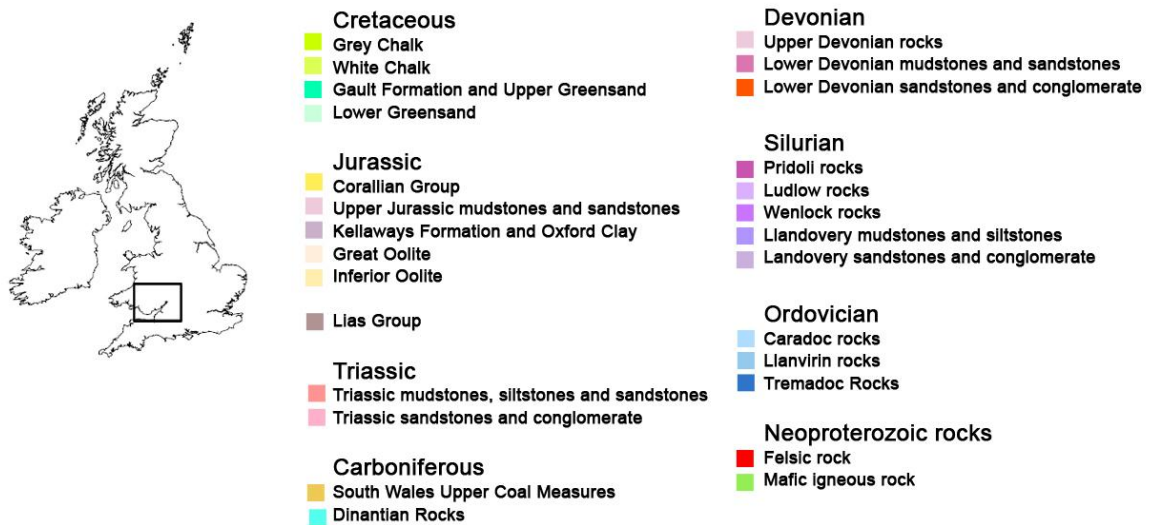 Cretaceous
Grey Chalk
White Chalk
Gault Formation and Upper Greensand
Lower Greensand
Jurassic
Corallian Group
Upper Jurassic mudstones and sandstones
Kellaways Formation and Oxford Clay
Great Oolite
Inferior Oolite
Lias Group
Triassic
Triassic mudstones, siltstones and sandstones
Triassic sandstones and conglomerate
Carboniferous
South Wales Upper Coal Measures
Dinantian Rocks
Devonian
Upper Devonian rocks
Lower Devonian mudstones and sandstones
Lower Devonian sandstones and conglomerate
Silurian
Pridoli rocks
Ludlow rocks
Wenlock rocks
Llandovery mudstones and siltstones
Landovery sandstones and conglomerate
Ordovician
Caradoc rocks
Llanvirin rocks
Tremadoc Rocks
Neoproterozoic rocks
Felsic rock
Mafic igneous rock